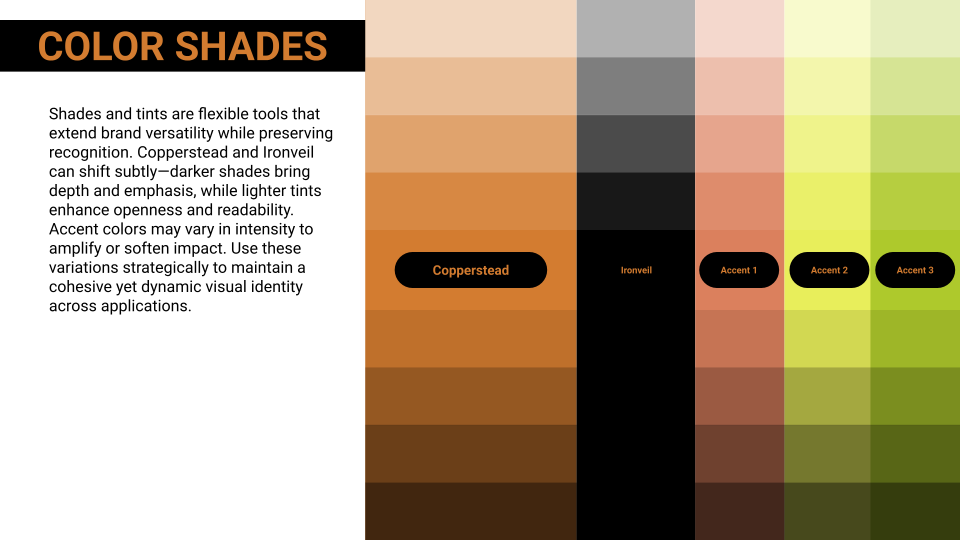 COLOR SHADES
Shades and tints are flexible tools that
extend brand versatility while preserving
recognition. Copperstead and Ironveil
can shift subtly—darker shades bring
depth and emphasis, while lighter tints
enhance openness and readability.
Accent colors may vary in intensity to
amplify or soften impact. Use these
variations strategically to maintain a
cohesive yet dynamic visual identity
across applications.
Copperstead
Ironveil
Accent 1
Accent 2
Accent 3